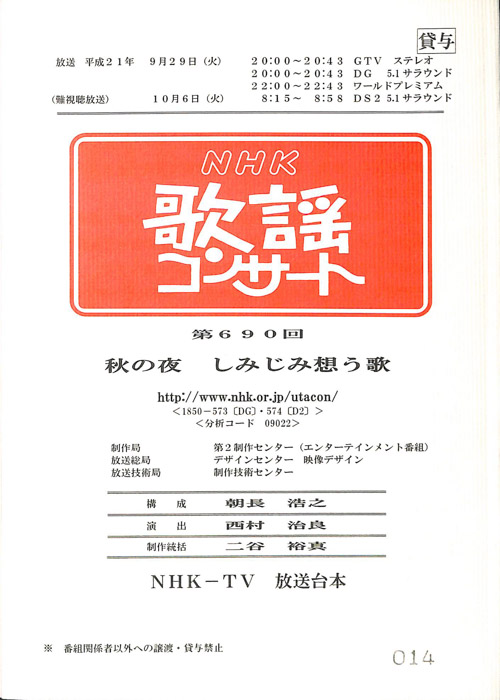 貸与
放送 平成21年 9月29日(火) 20:00~20:43 GTV ステレオ
20:00~20:43 DG 5.1サラウンド
22:00~22:43 ワールドプレミアム
(難視聴放送) 10月6日(火) 8:15~ 8:58 DS2 5.1サラウンド
NHK
歌謡
コンサート
第690回
秋の夜 しみじみ想う歌
http://www.nhk.or.jp/utacon/
<1850-573〔DG〕・574〔D2〕>
<分析コード 09022>
制作局 第2制作センター(エンターテインメント番組)
放送総局 デザインセンター 映像デザイン
放送技術局 制作技術センター
構成 朝長 浩之
演出 西村 治良
制作統括 二谷 裕真
NHK-TV 放送台本
※ 番組関係者以外への譲渡・貸与禁止
014